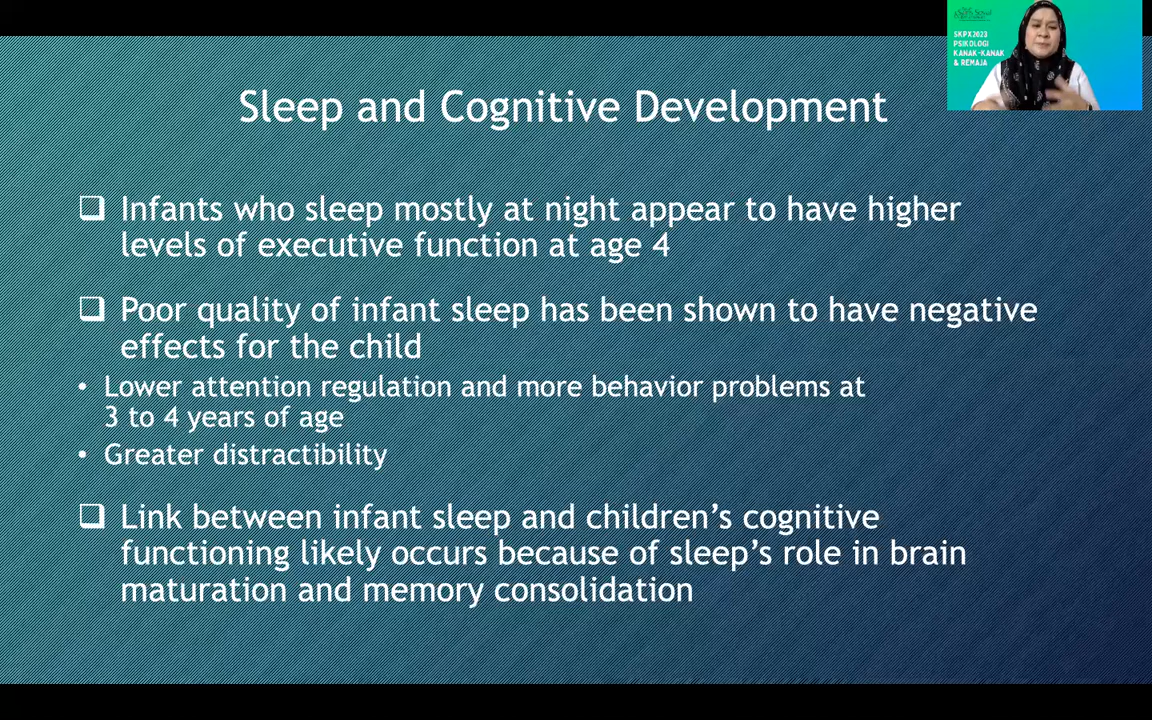 SKPX2023
PSIKOLOGI
KANAK-KANAK
& REMAJA
Sleep and Cognitive Development
❑ Infants who sleep mostly at night appear to have higher
levels of executive function at age 4
❑ Poor quality of infant sleep has been shown to have negative
effects for the child
• Lower attention regulation and more behavior problems at
3 to 4 years of age
• Greater distractibility
❑ Link between infant sleep and children’s cognitive
functioning likely occurs because of sleep’s role in brain
maturation and memory consolidation